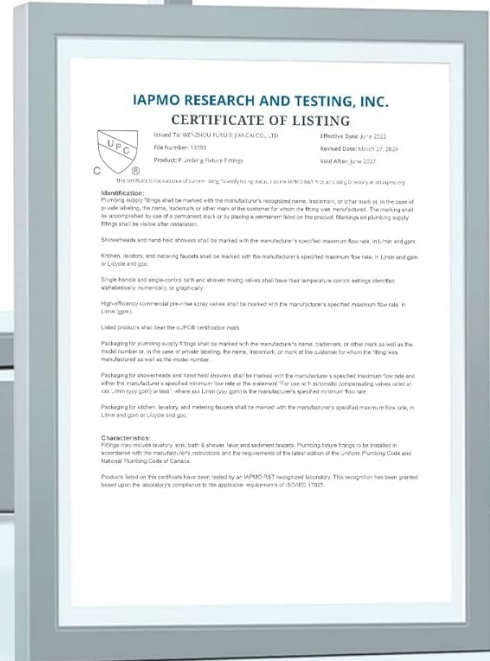 IAPMO RESEARCH AND TESTING, INC.
CERTIFICATE OF LISTING
UPC
C ®
Issued To: WENZHOU FURUISI JIANCAI CO., LTD
Effective Date: June 2022
File Number:
Revised Date: March 27, 2024
Product: Plumbing Fixture Fittings
Void After: June 2027
Identification:
Plumbing supply fittings shall be marked with the manufacturer's recognized name, trademark, or other mark or, in the case of
private labeling, the name, trademark or other mark of the customer for whom the fitting was manufactured. The marking shall
be accomplished by use of a permanent mark or by placing a permanent label on the product. Markings on plumbing supply
fittings shall be visible after installation.
Showerheads and hand-held showers shall be marked with the manufacturer's specified maximum flow rate, in L/min and gpm.
Kitchen, lavatory, and metering faucets shall be marked with the manufacturer's specified maximum flow rate, in L/min and gpm
or L/cycle and gpc.
Single-handle and single-control bath and shower mixing valves shall have their temperature control settings identified
alphabetically, numerically, or graphically.
High-efficiency commercial pre-rinse spray valves shall be marked with the manufacturer's specified maximum flow rate, in
L/min (gpm).
Listed products shall bear the cUPC® certification mark.
Packaging for plumbing supply fittings shall be marked with the manufacturer's name, trademark, or other mark as well as the
model number or, in the case of private labeling, the name, trademark, or mark of the customer for whom the fitting was
manufactured as well as the model number.
Packaging for showerheads and hand-held showers shall be marked with the manufacturer's specified maximum flow rate and
either the manufacturer's specified minimum flow rate or the statement "For use with automatic compensating valves rated at
xxx L/min (yyy gpm) or less", where xxx L/min (yyy gpm) is the manufacturer's specified minimum flow rate.
Packaging for kitchen, lavatory, and metering faucets shall be marked with the manufacturer's specified maximum flow rate, in
L/min and gpm or L/cycle and gpc.
Characteristics:
Fittings may include lavatory, sink, bath & shower, lawn and sediment faucets. Plumbing fixture fittings to be installed in
accordance with the manufacturer's instructions and the requirements of the latest edition of the Uniform Plumbing Code and
National Plumbing Code of Canada.
Products listed on this certificate have been tested by an IAPMO R&T recognized laboratory. This recognition has been granted
based upon the laboratory's compliance to the applicable requirements of ISO/IEC 17025.